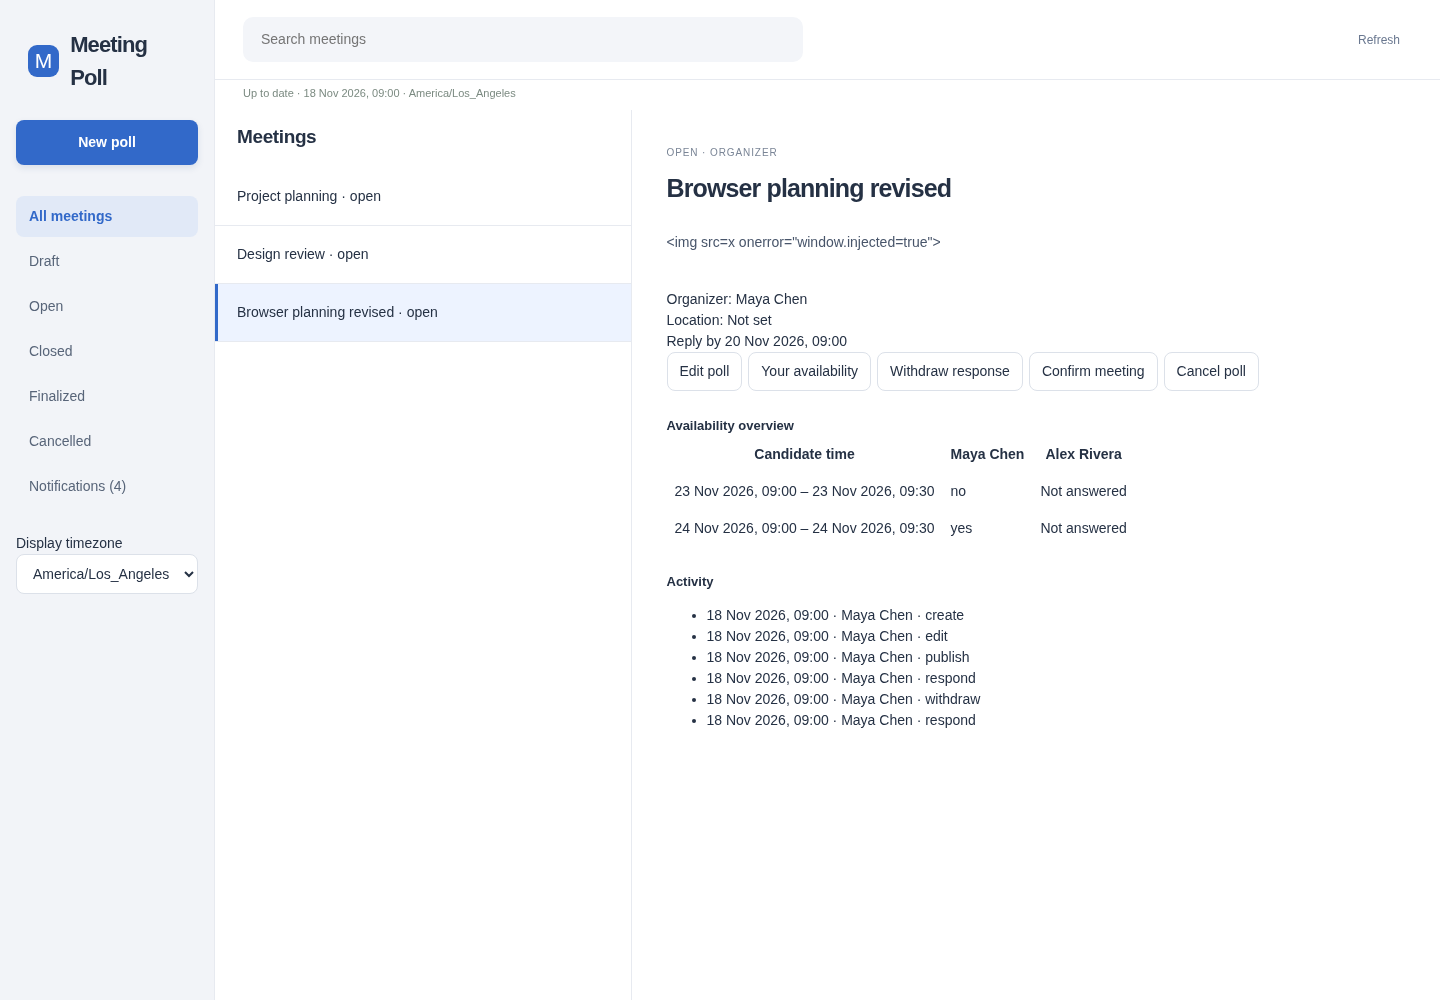 M
Meeting
Poll
New poll
All meetings
Draft
Open
Closed
Finalized
Cancelled
Notifications (4)
Display timezone
America/Los_Angeles
Search meetings
Refresh
Up to date · 18 Nov 2026, 09:00 · America/Los_Angeles
Meetings
Project planning · open
Design review · open
Browser planning revised · open
OPEN · ORGANIZER
Browser planning revised
<img src=x onerror="window.injected=true">
Organizer: Maya Chen
Location: Not set
Reply by 20 Nov 2026, 09:00
Edit poll Your availability Withdraw response Confirm meeting Cancel poll
Availability overview
Candidate time Maya Chen Alex Rivera
23 Nov 2026, 09:00 – 23 Nov 2026, 09:30 no Not answered
24 Nov 2026, 09:00 – 24 Nov 2026, 09:30 yes Not answered
Activity
• 18 Nov 2026, 09:00 · Maya Chen · create
• 18 Nov 2026, 09:00 · Maya Chen · edit
• 18 Nov 2026, 09:00 · Maya Chen · publish
• 18 Nov 2026, 09:00 · Maya Chen · respond
• 18 Nov 2026, 09:00 · Maya Chen · withdraw
• 18 Nov 2026, 09:00 · Maya Chen · respond